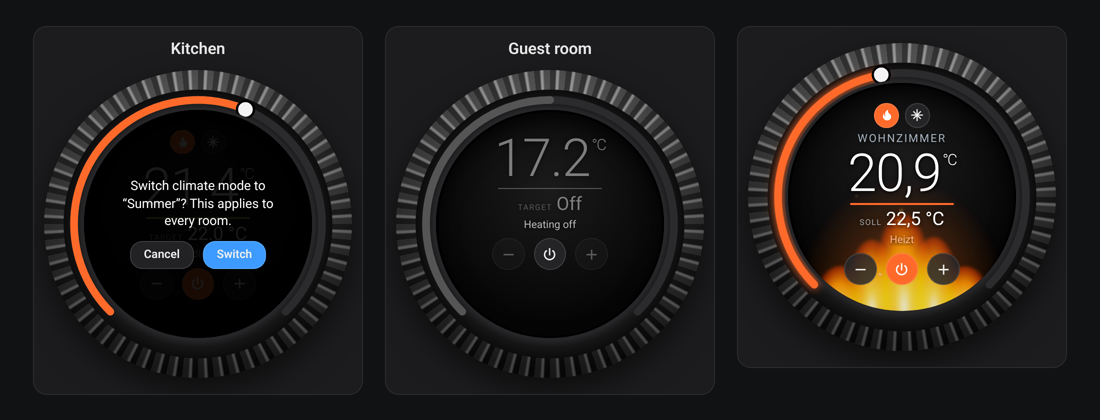 Kitchen
Switch climate mode to
“Summer”? This applies to
every room.
Cancel
Switch
Guest room
17.2 °C
TARGET Off
Heating off
−
+
WOHNZIMMER
20,9 °C
SOLL 22,5 °C
Heizt
−
+